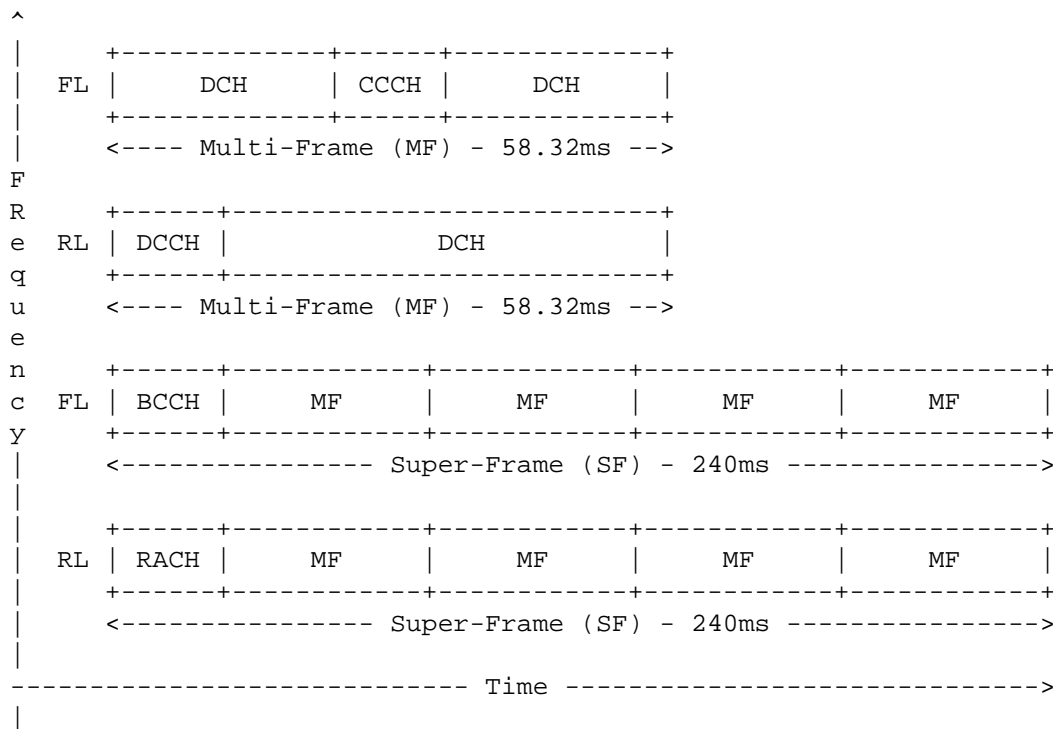 ^
|     +-------------+------+-------------+
|  FL |     DCH     | CCCH |     DCH     |
|     +-------------+------+-------------+
|     <---- Multi-Frame (MF) - 58.32ms -->
F
R     +------+---------------------------+
e  RL | DCCH |             DCH           |
q     +------+---------------------------+
u     <---- Multi-Frame (MF) - 58.32ms -->
e
n     +------+------------+------------+------------+------------+
c  FL | BCCH |     MF     |     MF     |     MF     |     MF     |
y     +------+------------+------------+------------+------------+
|     <---------------- Super-Frame (SF) - 240ms ---------------->
|
|     +------+------------+------------+------------+------------+
|  RL | RACH |     MF     |     MF     |     MF     |     MF     |
|     +------+------------+------------+------------+------------+
|     <---------------- Super-Frame (SF) - 240ms ---------------->
|
----------------------------- Time ------------------------------>
|